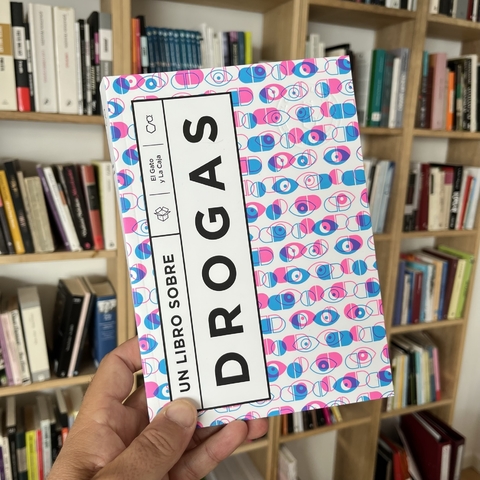 UN LIBRO SOBRE
DROGAS
El Gato
y La Caja